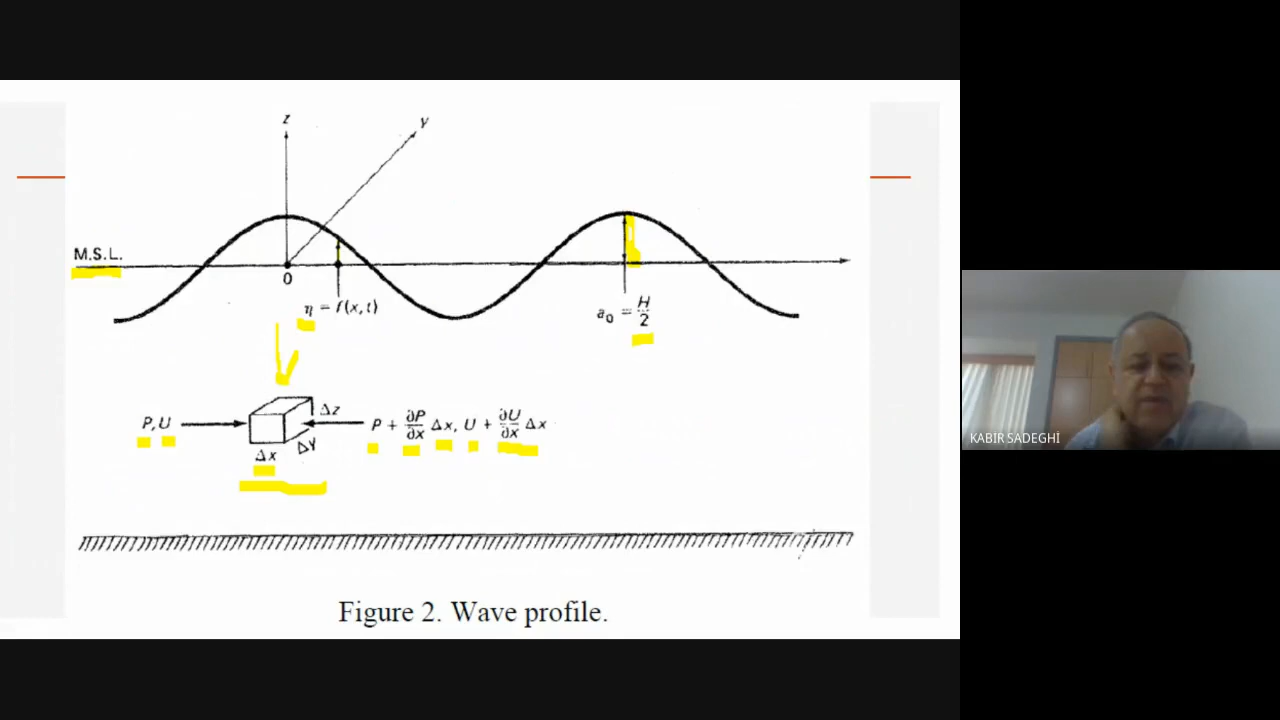 z
y
M.S.L.
0
η = f(x,t)
a₀ = H/2
Δz
P, U
P + ∂P/∂x Δx, U + ∂U/∂x Δx
ΔY
Δx
KABIR SADEGHİ
Figure 2. Wave profile.